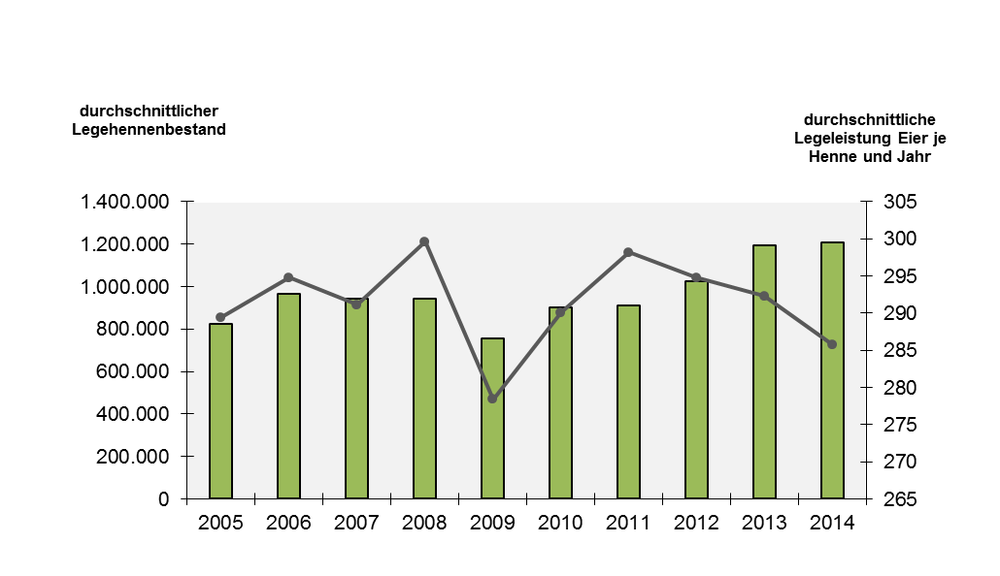 durchschnittlicher
Legehennenbestand
durchschnittliche
Legeleistung Eier je
Henne und Jahr
1.400.000
1.200.000
1.000.000
800.000
600.000
400.000
200.000
0
305
300
295
290
285
280
275
270
265
2005 2006 2007 2008 2009 2010 2011 2012 2013 2014